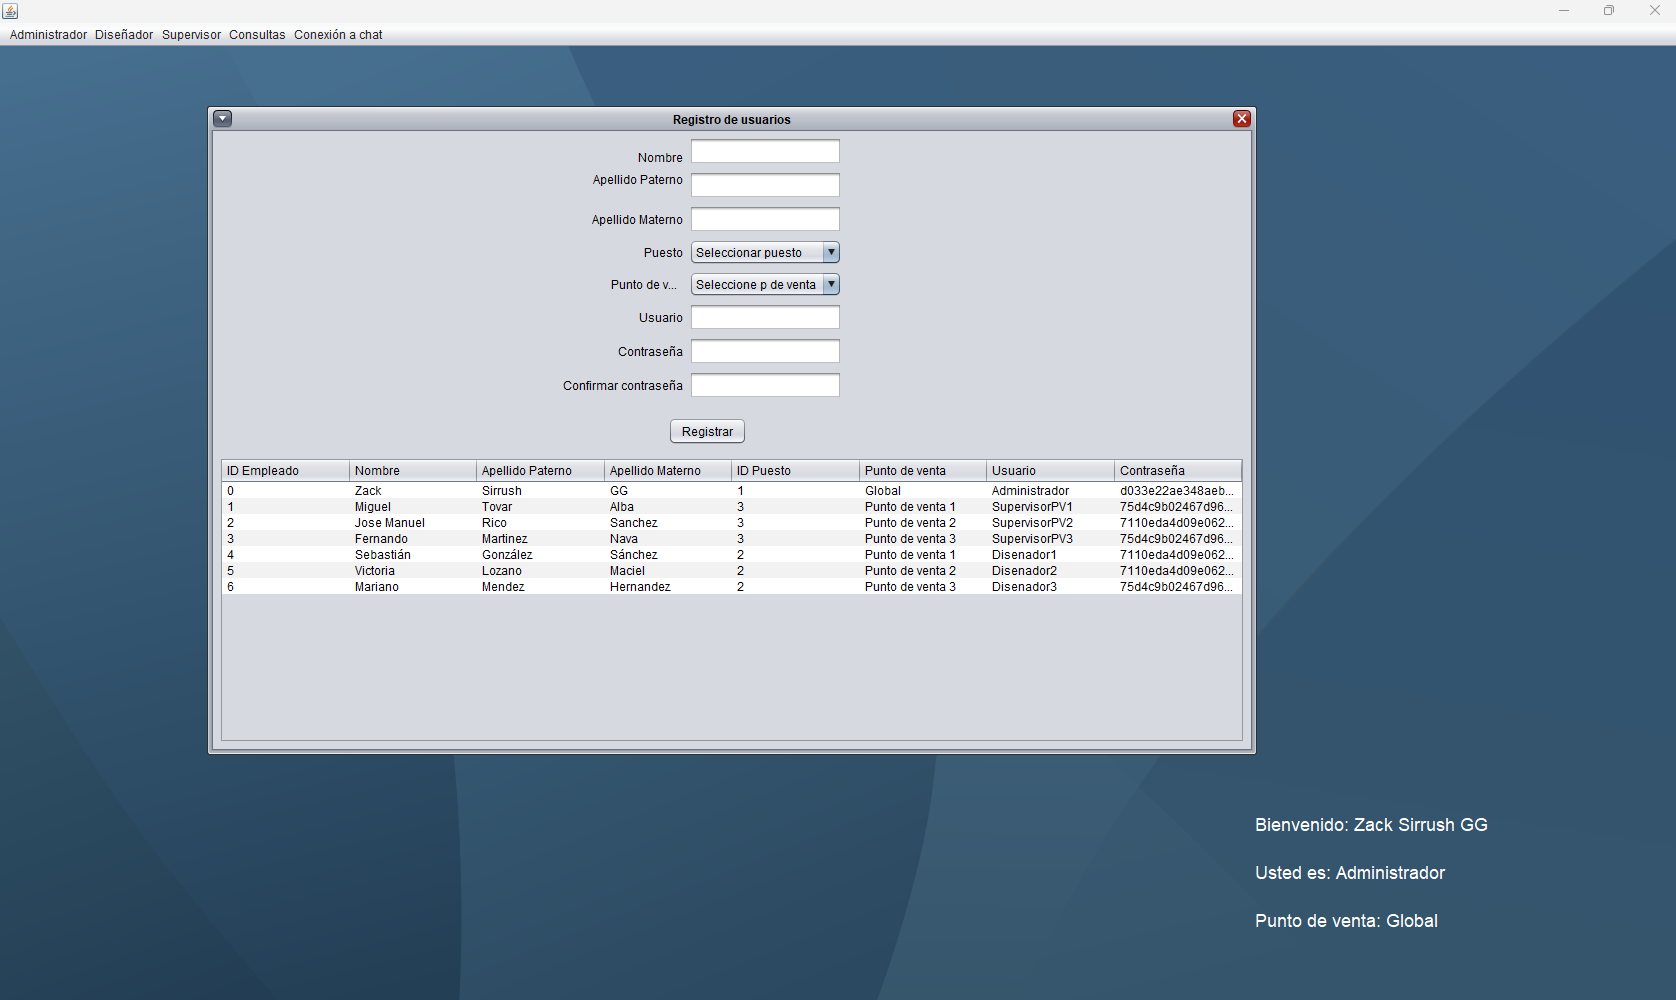 Administrador Diseñador Supervisor Consultas Conexión a chat
Registro de usuarios
Nombre
Apellido Paterno
Apellido Materno
Puesto Seleccionar puesto
Punto de v... Seleccione p de venta
Usuario
Contraseña
Confirmar contraseña
Registrar
ID Empleado Nombre Apellido Paterno Apellido Materno ID Puesto Punto de venta Usuario Contraseña
0 Zack Sirrush GG 1 Global Administrador d033e22ae348aeb...
1 Miguel Tovar Alba 3 Punto de venta 1 SupervisorPV1 75d4c9b02467d96...
2 Jose Manuel Rico Sanchez 3 Punto de venta 2 SupervisorPV2 7110eda4d09e062...
3 Fernando Martinez Nava 3 Punto de venta 3 SupervisorPV3 75d4c9b02467d96...
4 Sebastián González Sánchez 2 Punto de venta 1 Disenador1 7110eda4d09e062...
5 Victoria Lozano Maciel 2 Punto de venta 2 Disenador2 7110eda4d09e062...
6 Mariano Mendez Hernandez 2 Punto de venta 3 Disenador3 75d4c9b02467d96...
Bienvenido: Zack Sirrush GG
Usted es: Administrador
Punto de venta: Global